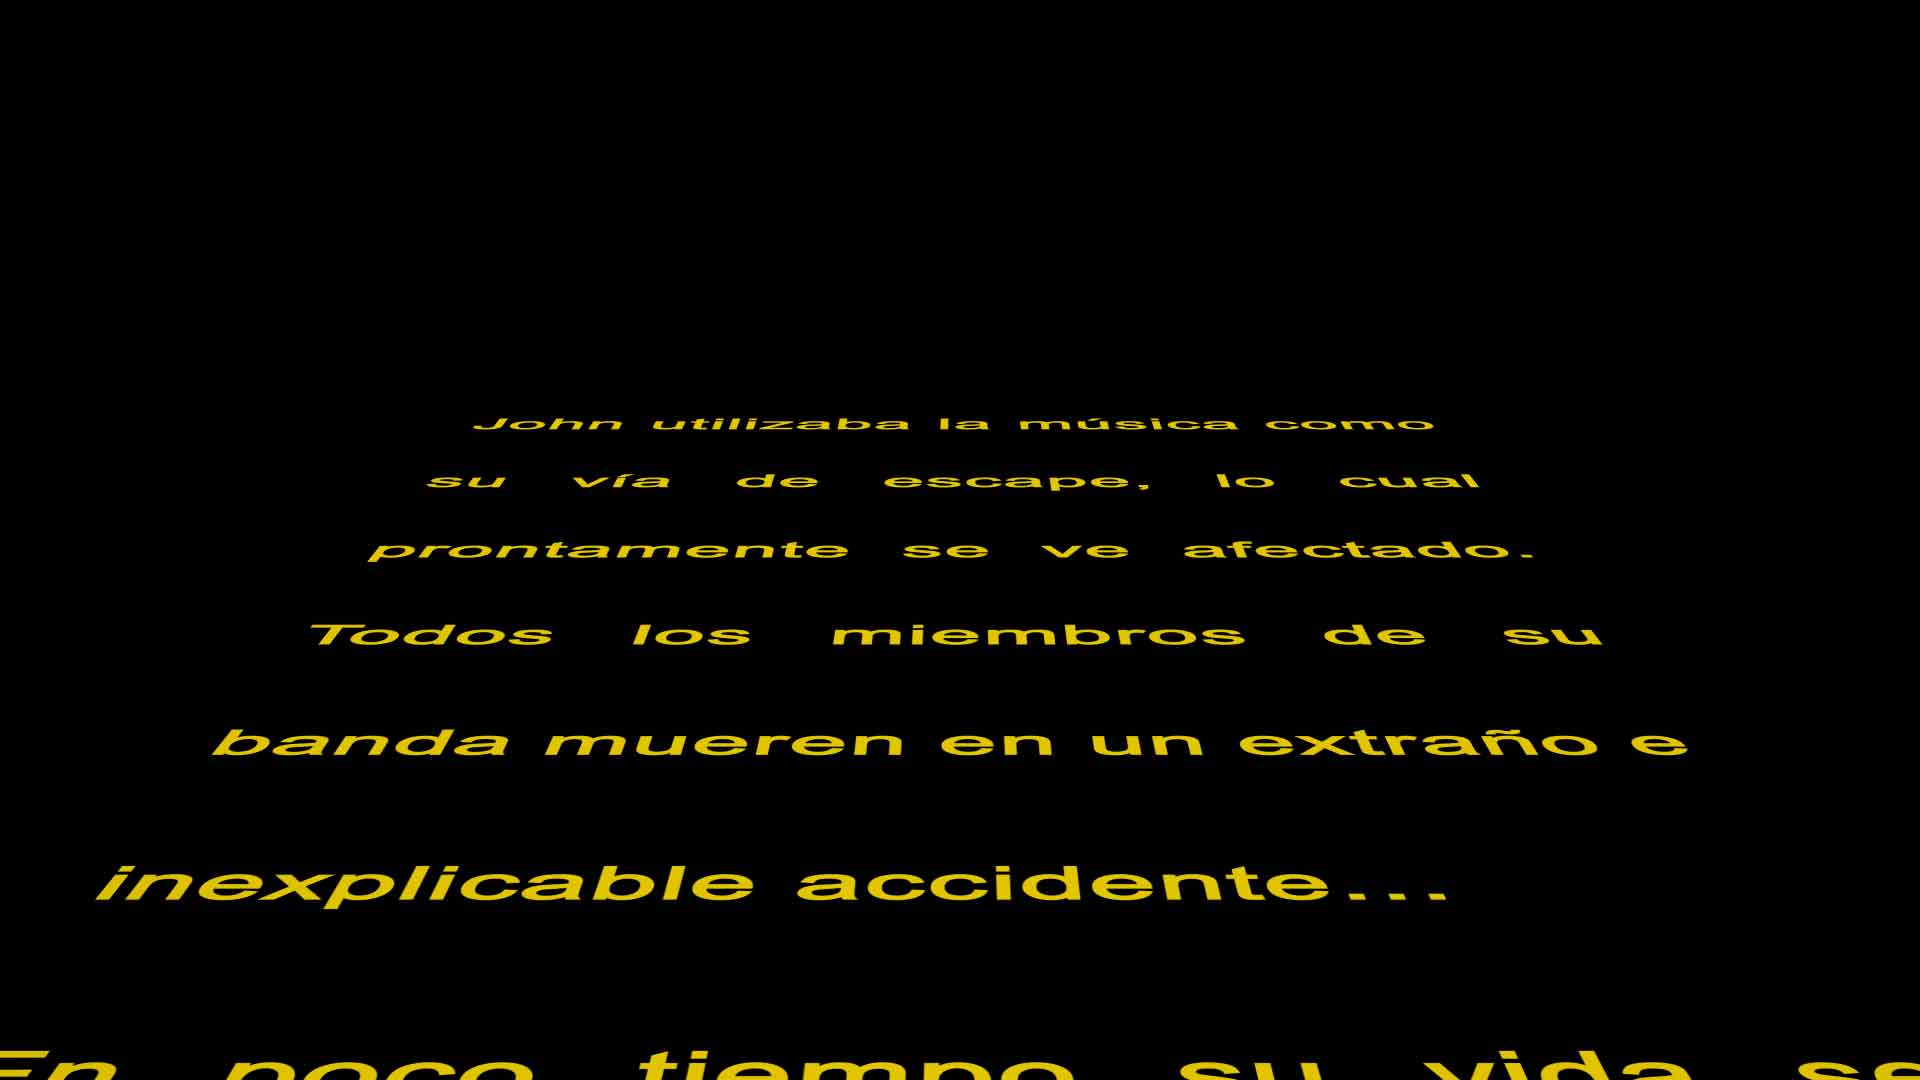 John utilizaba la música como
su vía de escape, lo cual
prontamente se ve afectado.
Todos los miembros de su
banda mueren en un extraño e
inexplicable accidente...
En poco tiempo su vida se